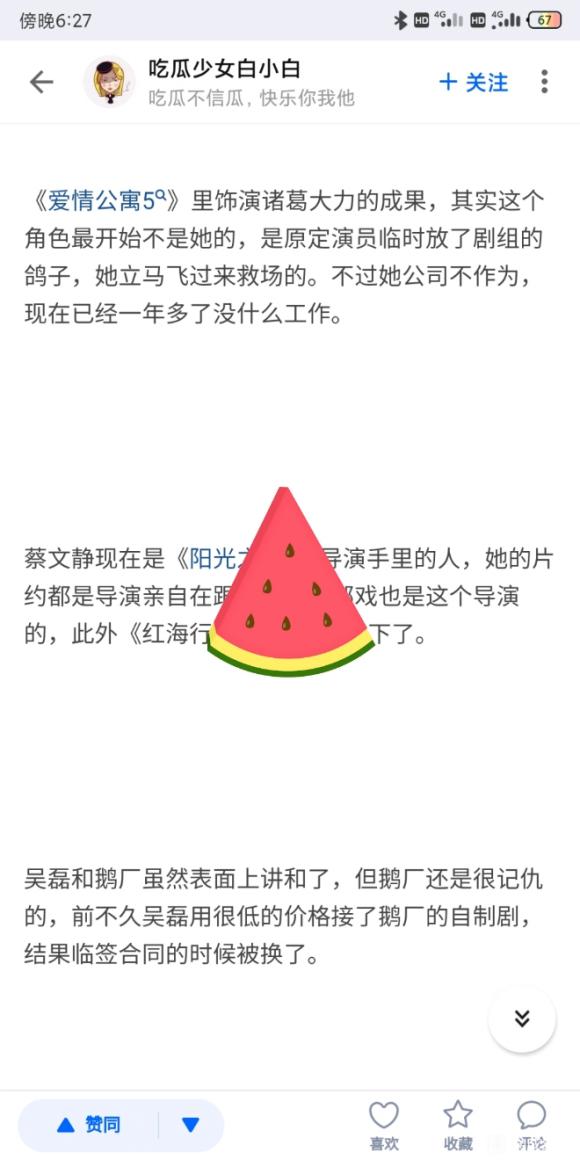 傍晚6:27
HD 4G HD 4G 67
吃瓜少女白小白
吃瓜不信瓜，快乐你我他
+ 关注
《爱情公寓5》里饰演诸葛大力的成果，其实这个
角色最开始不是她的，是原定演员临时放了剧组的
鸽子，她立马飞过来救场的。不过她公司不作为，
现在已经一年多了没什么工作。
蔡文静现在是《阳光 导演手里的人，她的片
约都是导演亲自在 戏也是这个导演
的，此外《红海行 下了。
吴磊和鹅厂虽然表面上讲和了，但鹅厂还是很记仇
的，前不久吴磊用很低的价格接了鹅厂的自制剧，
结果临签合同的时候被换了。
赞同
喜欢
收藏
评论